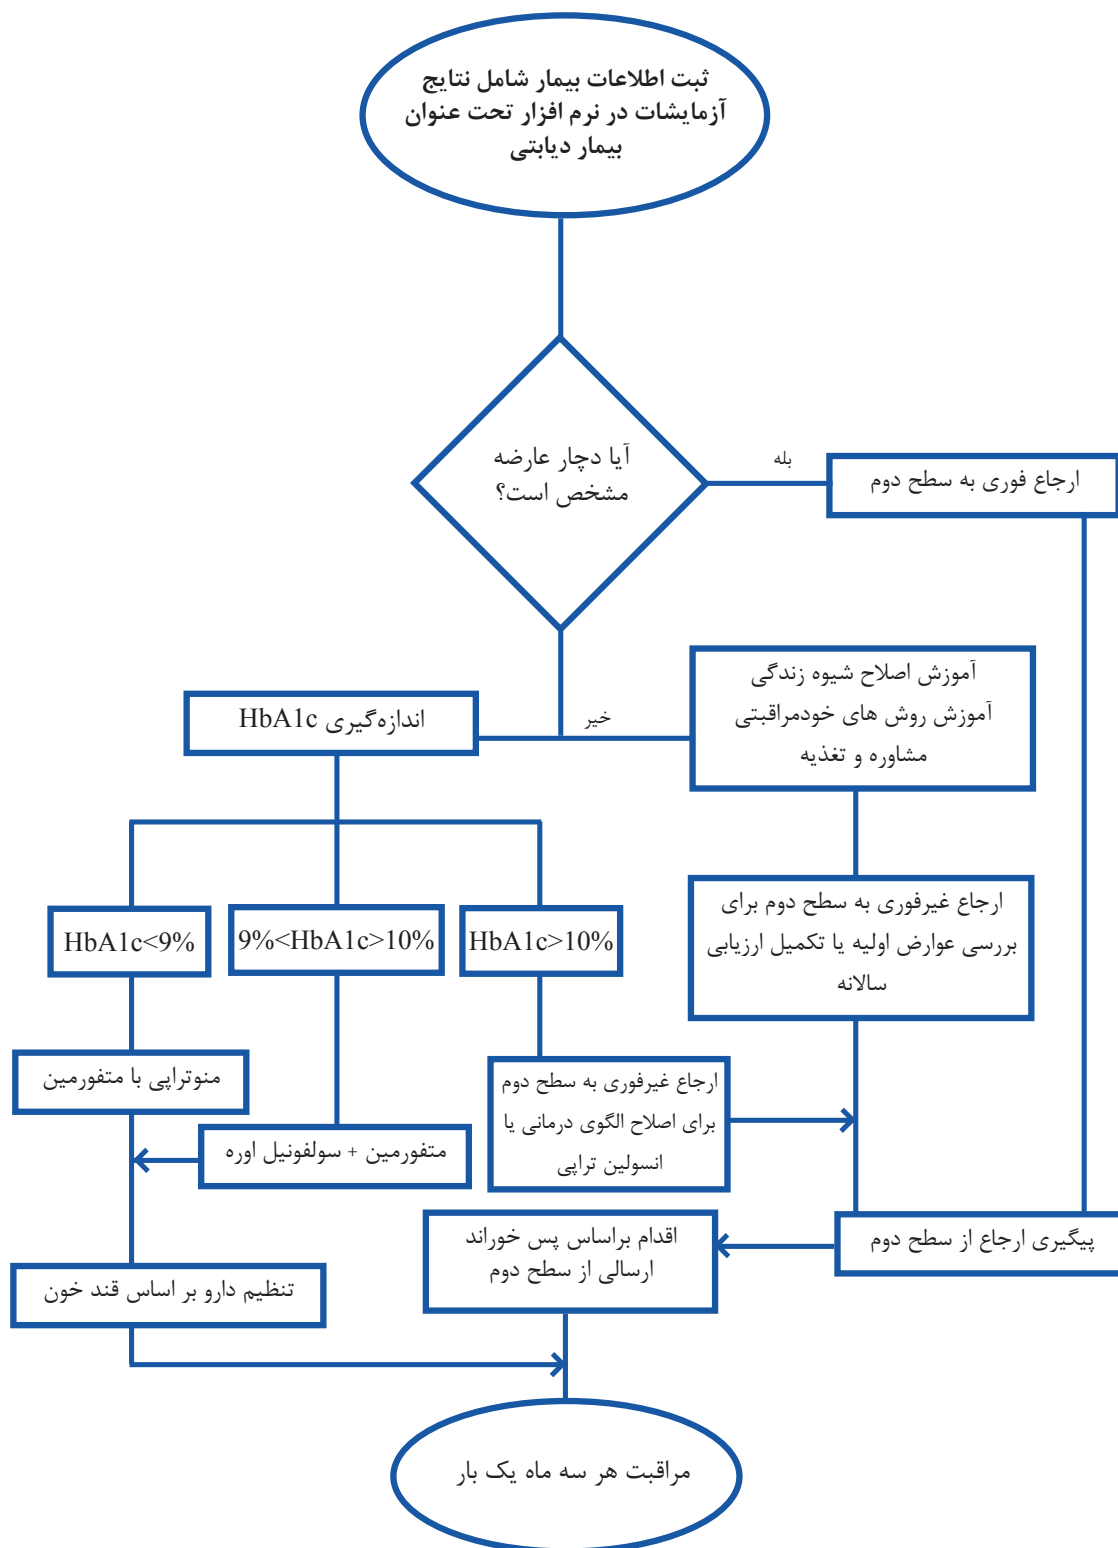 ثبت اطلاعات بیمار شامل نتایج
آزمایشات در نرم افزار تحت عنوان
بیمار دیابتی
آیا دچار عارضه
مشخص است؟
بله
ارجاع فوری به سطح دوم
خیر
آموزش اصلاح شیوه زندگی
آموزش روش های خودمراقبتی
مشاوره و تغذیه
اندازه‌گیری HbA1c
ارجاع غیرفوری به سطح دوم برای
بررسی عوارض اولیه یا تکمیل ارزیابی
سالانه
HbA1c>10%
9%<HbA1c>10%
HbA1c<9%
ارجاع غیرفوری به سطح دوم
برای اصلاح الگوی درمانی یا
انسولین تراپی
منوتراپی با متفورمین
متفورمین + سولفونیل اوره
پیگیری ارجاع از سطح دوم
اقدام براساس پس خوراند
ارسالی از سطح دوم
تنظیم دارو بر اساس قند خون
مراقبت هر سه ماه یک بار